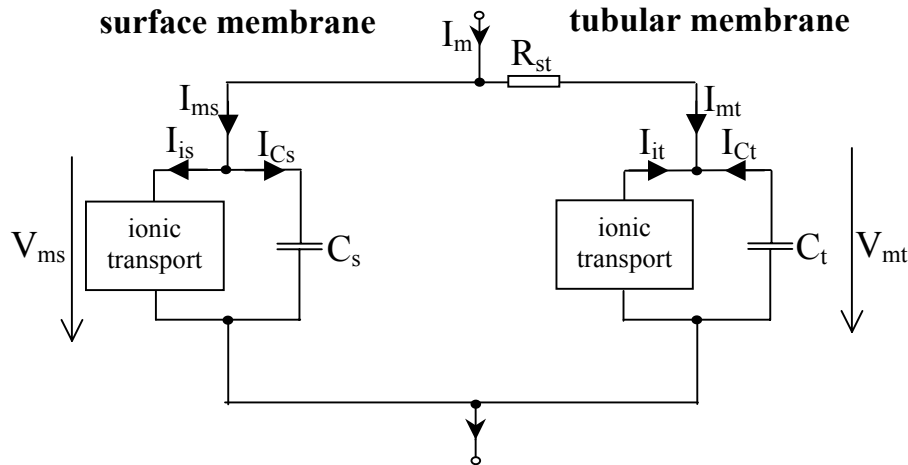 surface membrane
tubular membrane
I_m
R_st
I_ms
I_mt
I_is
I_Cs
I_it
I_Ct
V_ms
ionic
transport
C_s
ionic
transport
C_t
V_mt